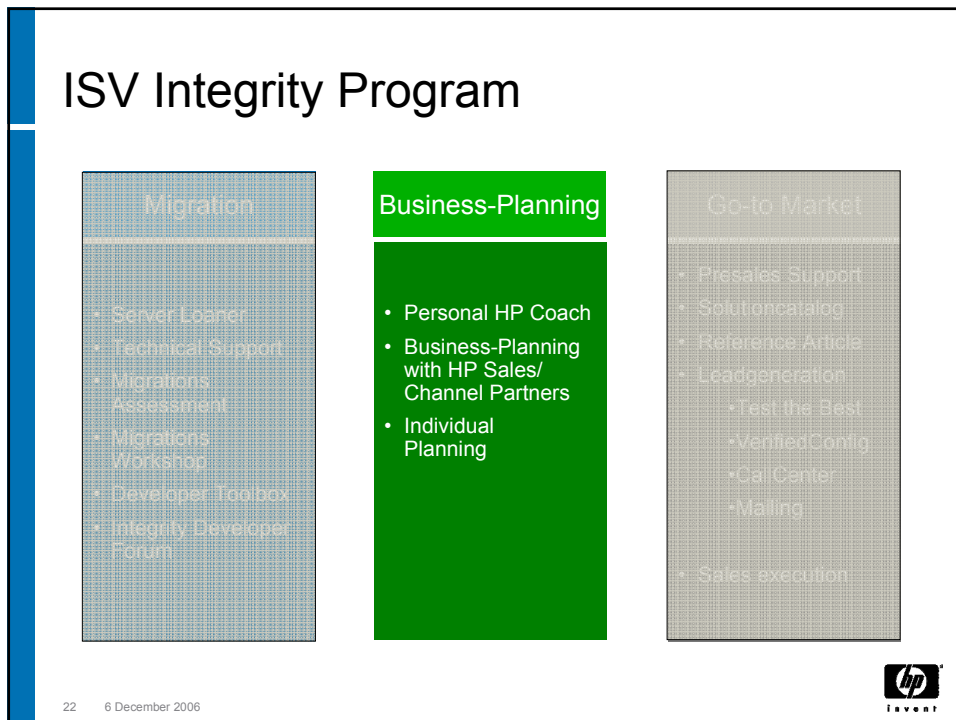 ISV Integrity Program
Migration
• Server Loaner
• Technical Support
• Migrations
Assessment
• Migrations
Workshop
• Developer Toolbox
• Integrity Developer
Forum
Business-Planning
• Personal HP Coach
• Business-Planning
with HP Sales/
Channel Partners
• Individual
Planning
Go-to Market
• Presales Support
• Solutioncatalog
• Reference Article
• Leadgeneration
•Test the Best
•VerifiedConfig
•Call Center
•Mailing
• Sales execution
22 6 December 2006
hp
invent